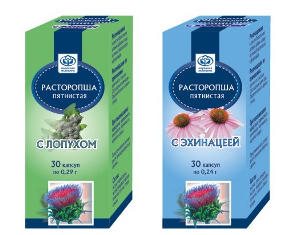 РАСТОРОПША
ПЯТНИСТАЯ
С ЛОПУХОМ
30 капсул
по 0,29 г
РАСТОРОПША
ПЯТНИСТАЯ
С ЭХИНАЦЕЕЙ
30 капсул
по 0,24 г